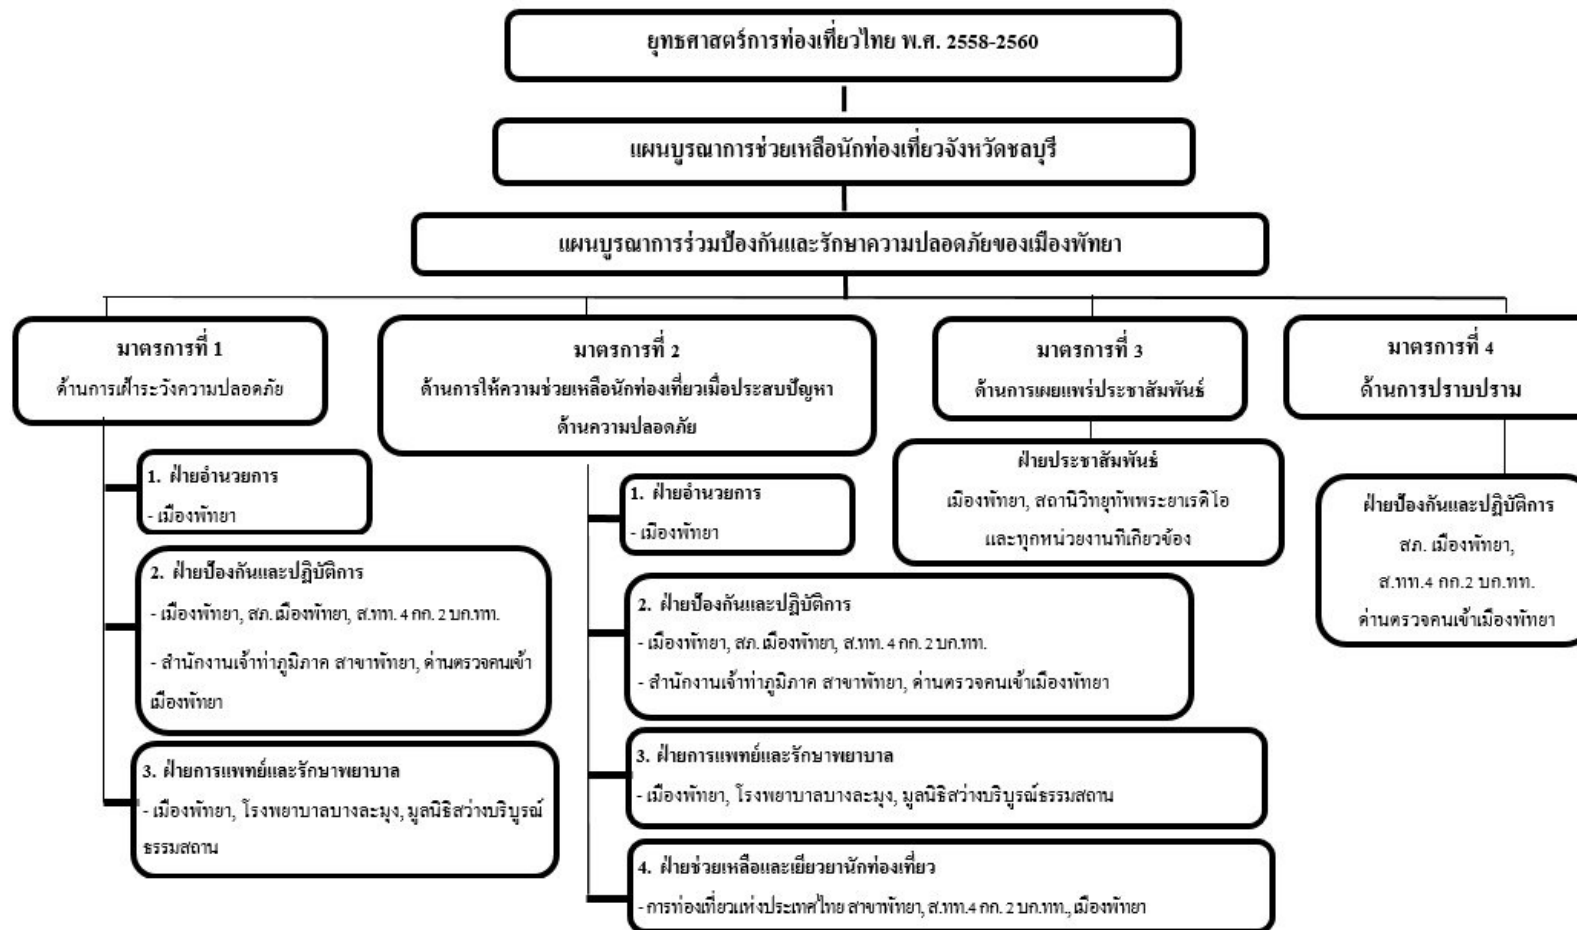 ยุทธศาสตร์การท่องเที่ยวไทย พ.ศ. 2558-2560
แผนบูรณาการช่วยเหลือนักท่องเที่ยวจังหวัดชลบุรี
แผนบูรณาการร่วมป้องกันและรักษาความปลอดภัยของเมืองพัทยา
มาตรการที่ 1
ด้านการเฝ้าระวังความปลอดภัย
1. ฝ่ายอำนวยการ
- เมืองพัทยา
2. ฝ่ายป้องกันและปฏิบัติการ
- เมืองพัทยา, สภ.เมืองพัทยา, ส.ทท. 4 กก. 2 บก.ทท.
- สำนักงานเจ้าท่าภูมิภาค สาขาพัทยา, ด่านตรวจคนเข้า
เมืองพัทยา
3. ฝ่ายการแพทย์และรักษาพยาบาล
- เมืองพัทยา, โรงพยาบาลบางละมุง, มูลนิธิสว่างบริบูรณ์
ธรรมสถาน
มาตรการที่ 2
ด้านการให้ความช่วยเหลือนักท่องเที่ยวเมื่อประสบปัญหา
ด้านความปลอดภัย
1. ฝ่ายอำนวยการ
- เมืองพัทยา
2. ฝ่ายป้องกันและปฏิบัติการ
- เมืองพัทยา, สภ. เมืองพัทยา, ส.ทท. 4 กก. 2 บก.ทท.
- สำนักงานเจ้าท่าภูมิภาค สาขาพัทยา, ด่านตรวจคนเข้าเมืองพัทยา
3. ฝ่ายการแพทย์และรักษาพยาบาล
- เมืองพัทยา, โรงพยาบาลบางละมุง, มูลนิธิสว่างบริบูรณ์ธรรมสถาน
4. ฝ่ายช่วยเหลือและเยียวยานักท่องเที่ยว
- การท่องเที่ยวแห่งประเทศไทย สาขาพัทยา, ส.ทท.4 กก. 2 บก.ทท., เมืองพัทยา
มาตรการที่ 3
ด้านการเผยแพร่ประชาสัมพันธ์
ฝ่ายประชาสัมพันธ์
เมืองพัทยา, สถานีวิทยุทัพพระยาเรดิโอ
และทุกหน่วยงานที่เกี่ยวข้อง
มาตรการที่ 4
ด้านการปราบปราม
ฝ่ายป้องกันและปฏิบัติการ
สภ. เมืองพัทยา,
ส.ทท.4 กก.2 บก.ทท.
ด่านตรวจคนเข้าเมืองพัทยา